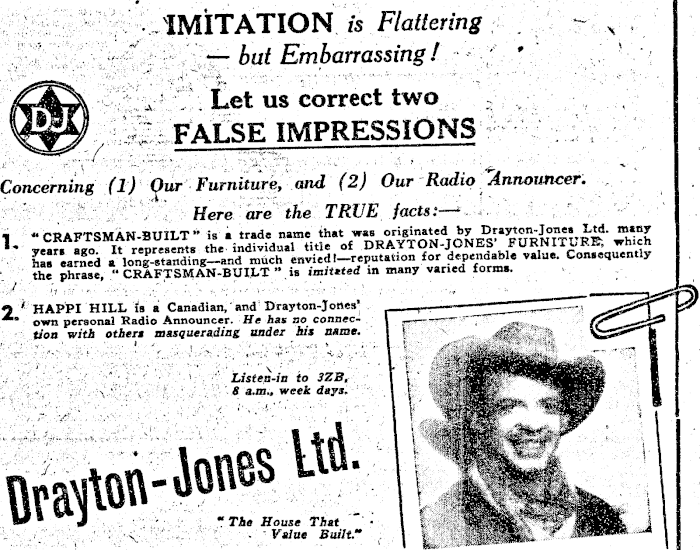 IMITATION is Flattering
— but Embarrassing!
DJ
Let us correct two
FALSE IMPRESSIONS
Concerning (1) Our Furniture, and (2) Our Radio Announcer.
Here are the TRUE facts:—
1. "CRAFTSMAN-BUILT" is a trade name that was originated by Drayton-Jones Ltd. many
years ago. It represents the individual title of DRAYTON-JONES' FURNITURE, which
has earned a long-standing—and much envied!—reputation for dependable value. Consequently
the phrase, "CRAFTSMAN-BUILT" is imitated in many varied forms.
2. HAPPI HILL is a Canadian, and Drayton-Jones'
own personal Radio Announcer. He has no connec-
tion with others masquerading under his name.
Listen-in to 3ZB,
8 a.m., week days.
Drayton-Jones Ltd.
"The House That
Value Built."